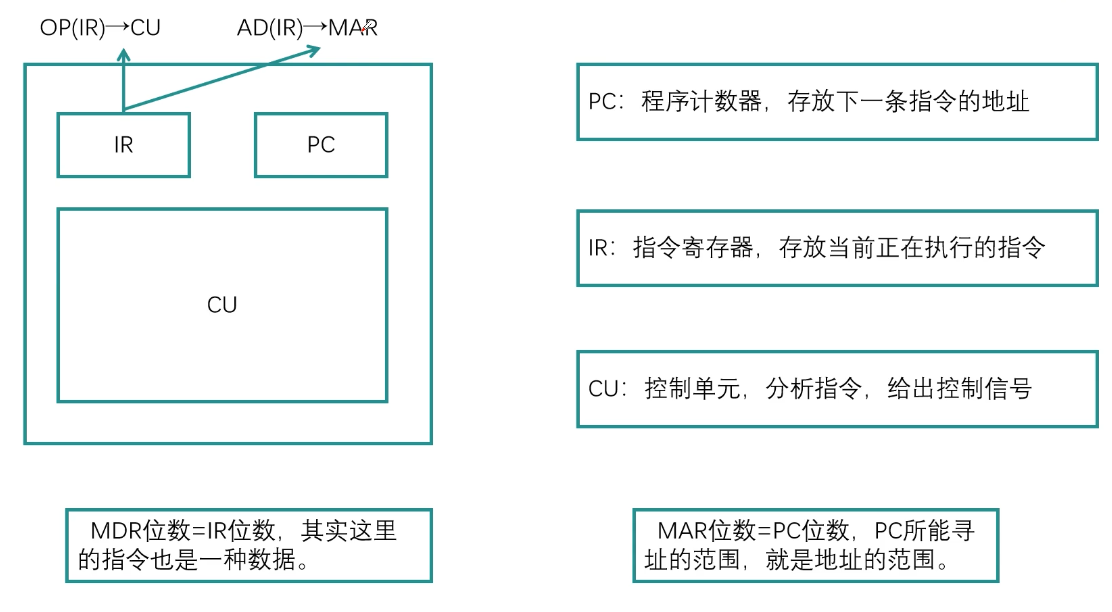 OP(IR)→CU
AD(IR)→MAR
IR
PC
CU
PC：程序计数器，存放下一条指令的地址
IR：指令寄存器，存放当前正在执行的指令
CU：控制单元，分析指令，给出控制信号
MDR位数=IR位数，其实这里
的指令也是一种数据。
MAR位数=PC位数，PC所能寻
址的范围，就是地址的范围。